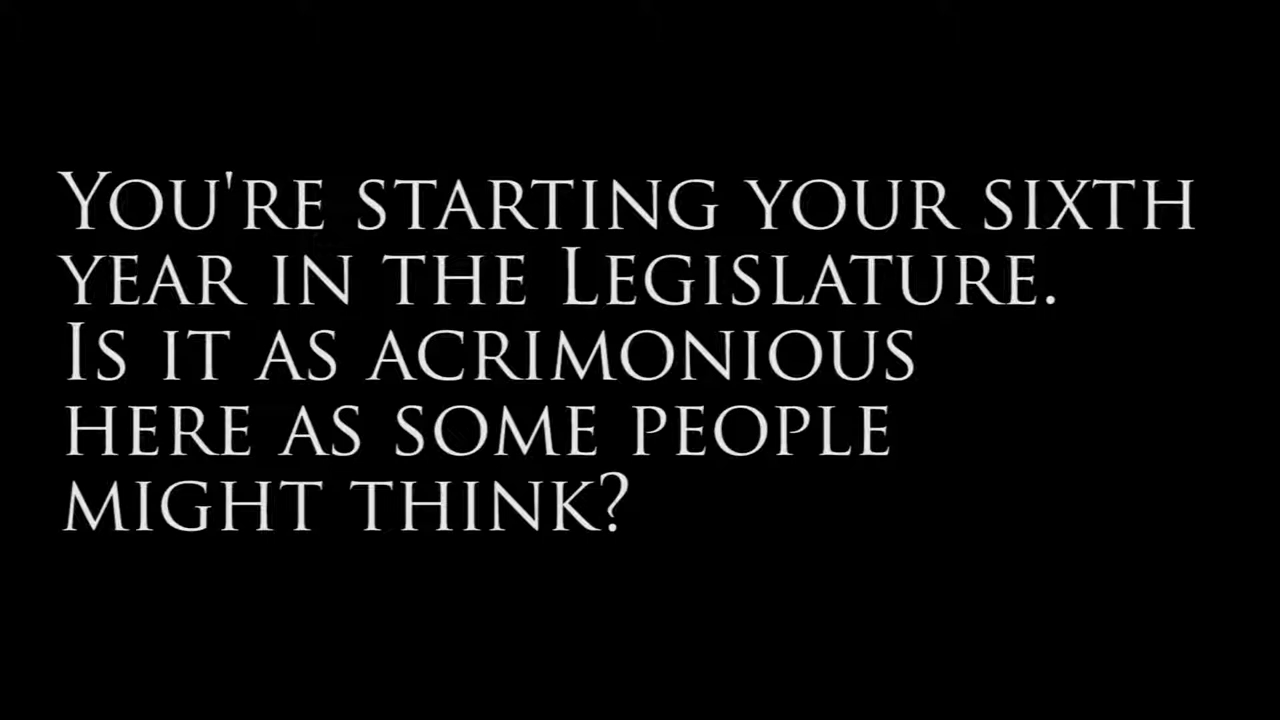 You're starting your sixth
year in the Legislature.
Is it as acrimonious
here as some people
might think?